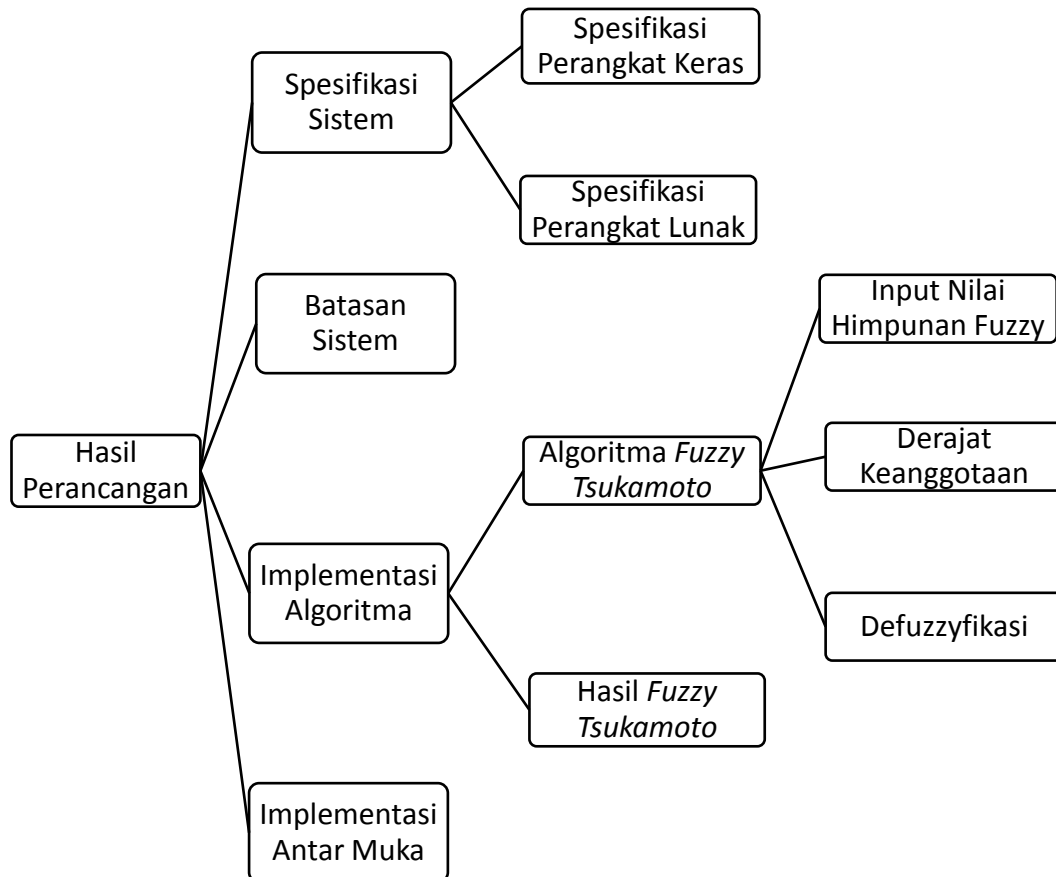 Spesifikasi
Perangkat Keras
Spesifikasi
Sistem
Spesifikasi
Perangkat Lunak
Batasan
Sistem
Input Nilai
Himpunan Fuzzy
Hasil
Perancangan
Algoritma Fuzzy
Tsukamoto
Derajat
Keanggotaan
Implementasi
Algoritma
Defuzzyfikasi
Hasil Fuzzy
Tsukamoto
Implementasi
Antar Muka